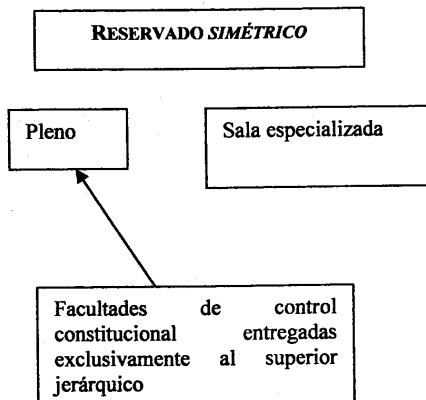 RESERVADO SIMÉTRICO
Pleno
Sala especializada
Facultades de control
constitucional entregadas
exclusivamente al superior
jerárquico